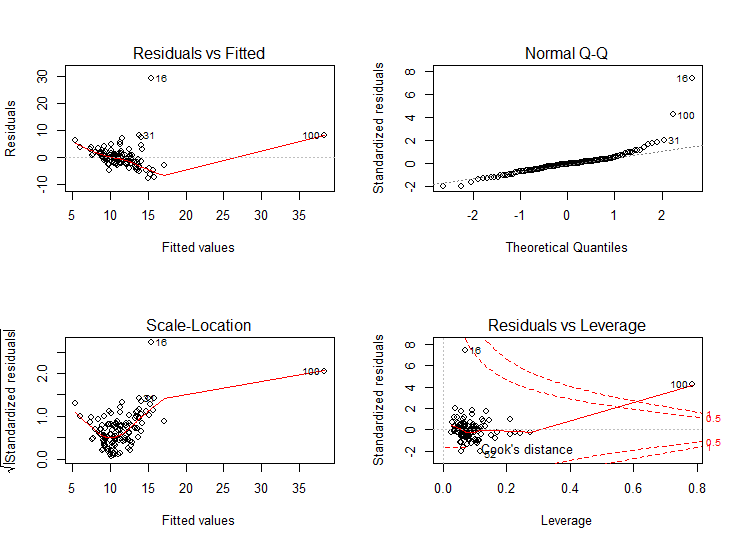 Residuals vs Fitted
Residuals
-10 0 10 20 30
16
31
100
5 10 15 20 25 30 35
Fitted values
Normal Q-Q
Standardized residuals
-2 0 2 4 6 8
16
100
31
-2 -1 0 1 2
Theoretical Quantiles
Scale-Location
√|Standardized residuals|
0.0 1.0 2.0
16
100
5 10 15 20 25 30 35
Fitted values
Residuals vs Leverage
Standardized residuals
-2 0 2 4 6 8
16
100
1
0.5
0.5
1
Cook's distance
0.0 0.2 0.4 0.6 0.8
Leverage